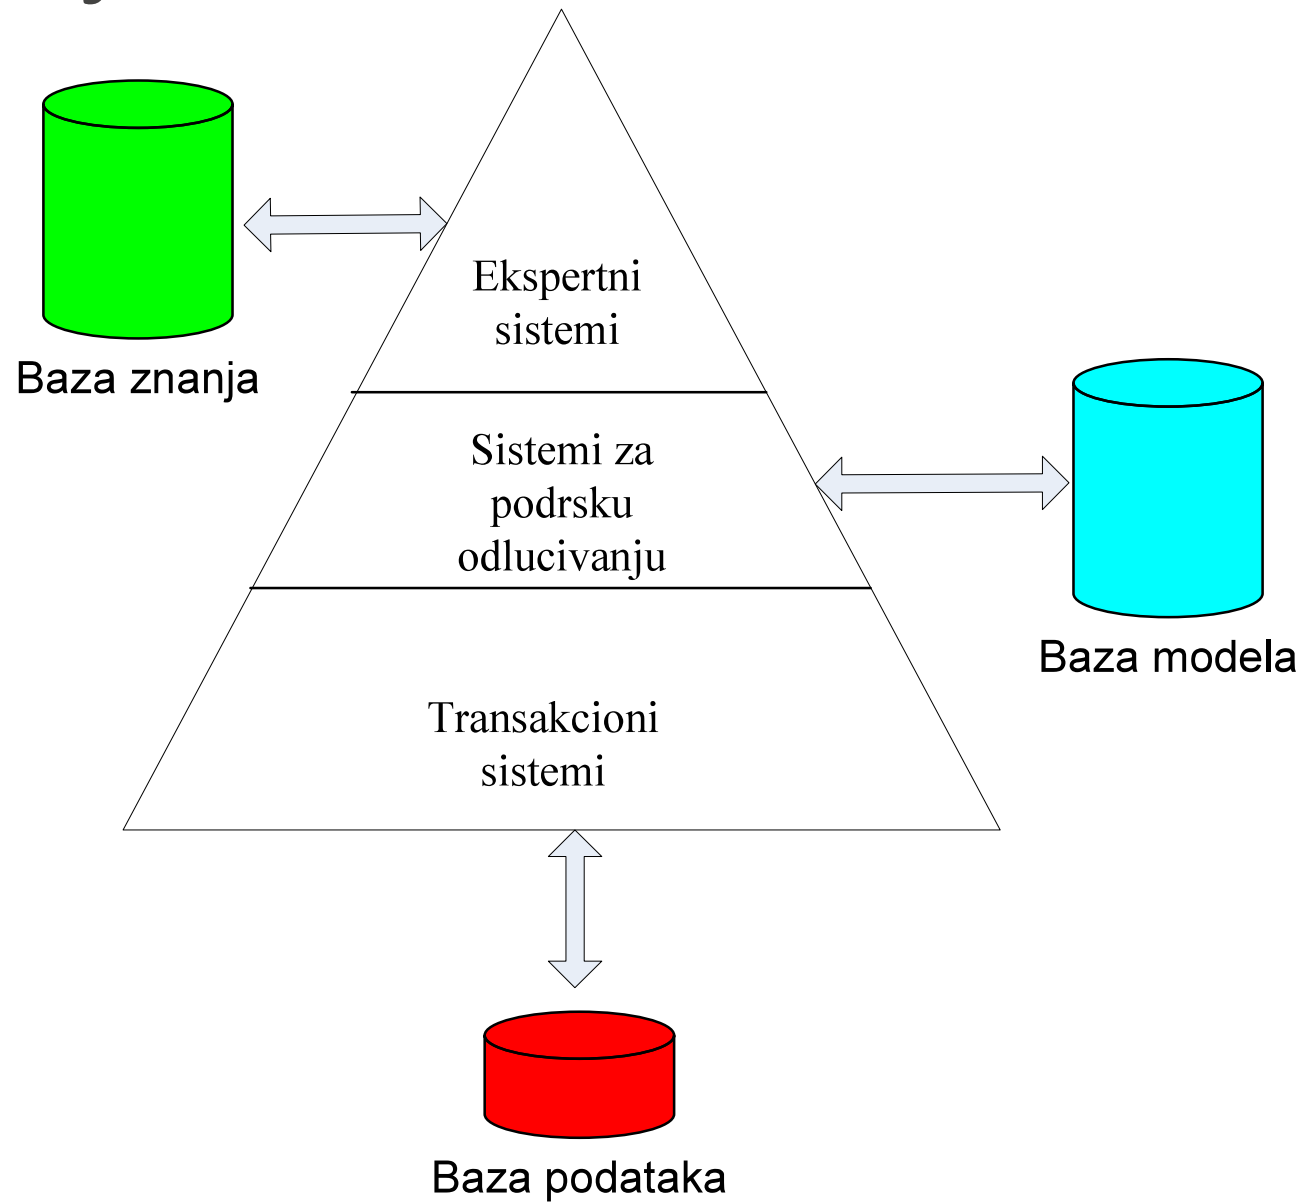 Ekspertni
sistemi
Baza znanja
Sistemi za
podrsku
odlucivanju
Baza modela
Transakcioni
sistemi
Baza podataka